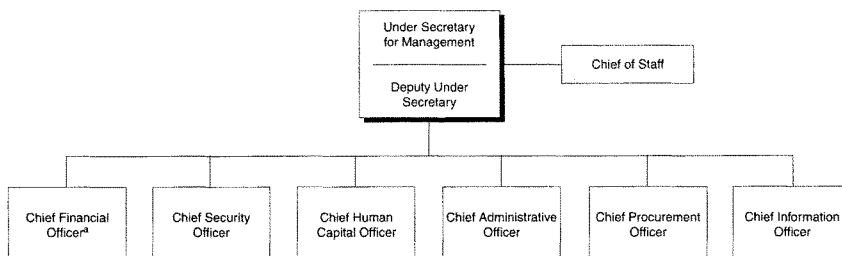 Under Secretary
for Management
Deputy Under
Secretary
Chief of Staff
Chief Financial
Officerª
Chief Security
Officer
Chief Human
Capital Officer
Chief Administrative
Officer
Chief Procurement
Officer
Chief Information
Officer